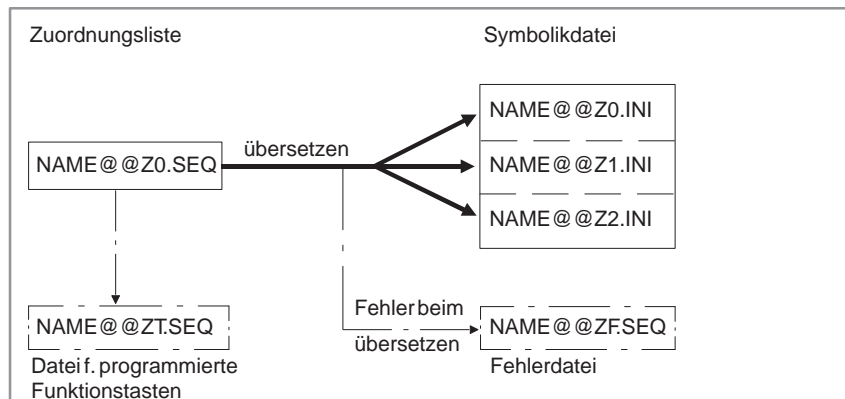 Zuordnungsliste
Symbolikdatei
NAME@@Z0.INI
übersetzen
NAME@@Z0.SEQ
NAME@@Z1.INI
NAME@@Z2.INI
Fehler beim
übersetzen
NAME@@ZT.SEQ
NAME@@ZF.SEQ
Datei f. programmierte
Funktionstasten
Fehlerdatei